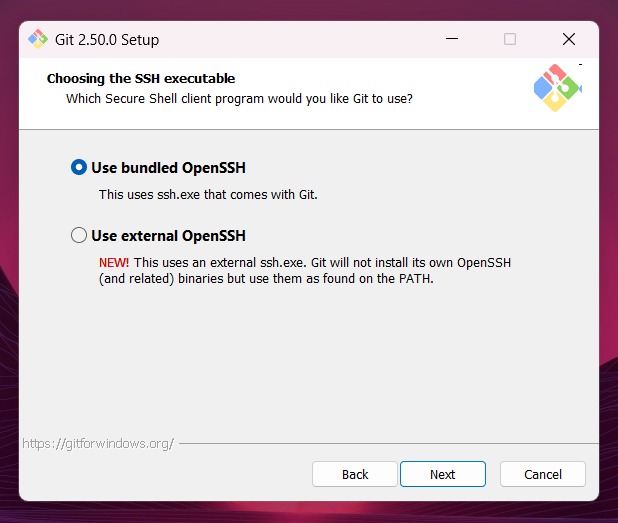 Git 2.50.0 Setup
Choosing the SSH executable
Which Secure Shell client program would you like Git to use?
Use bundled OpenSSH
This uses ssh.exe that comes with Git.
Use external OpenSSH
NEW! This uses an external ssh.exe. Git will not install its own OpenSSH
(and related) binaries but use them as found on the PATH.
https://gitforwindows.org/
Back Next Cancel